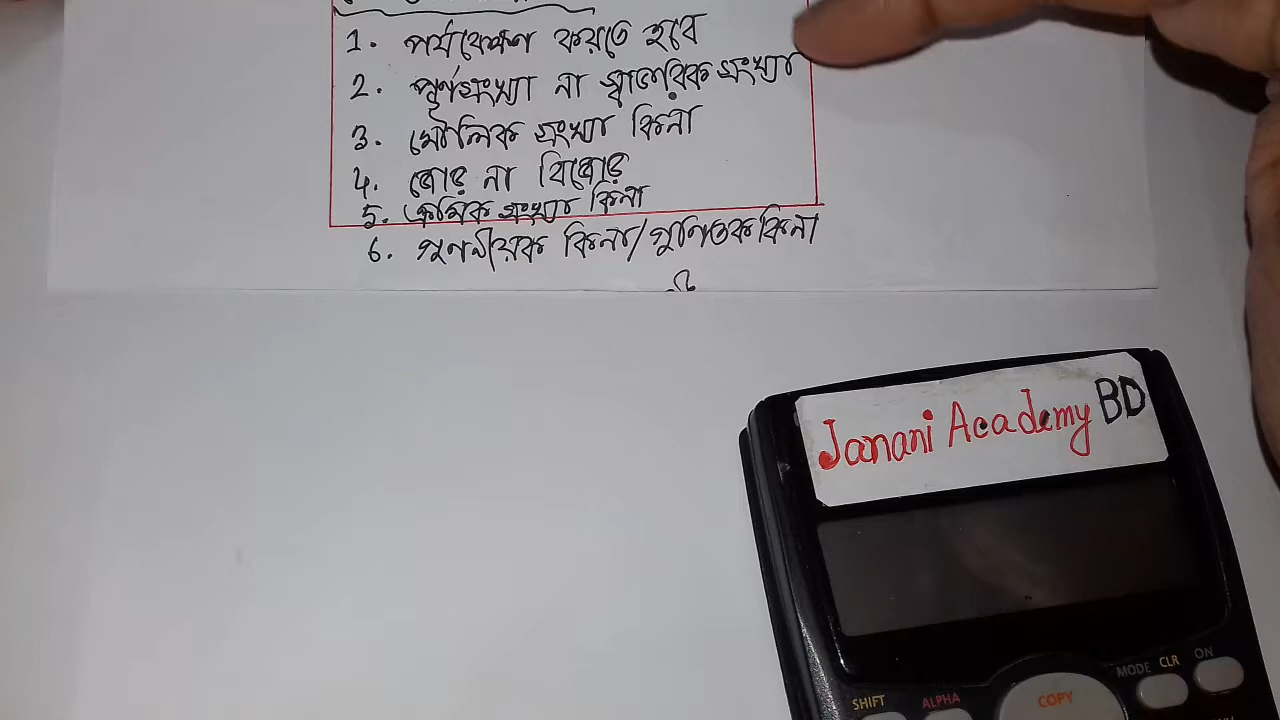 1. পর্যবেক্ষণ করতে হবে
2. পূর্ণসংখ্যা না স্বাভাবিক সংখ্যা
3. মৌলিক সংখ্যা কিনা
4. জোড় না বিজোড়
5. ক্রমিক সংখ্যা কিনা
6. গুণনীয়ক কিনা/গুণিতক কিনা
Janani Academy BD
MODE CLR ON
SHIFT ALPHA COPY